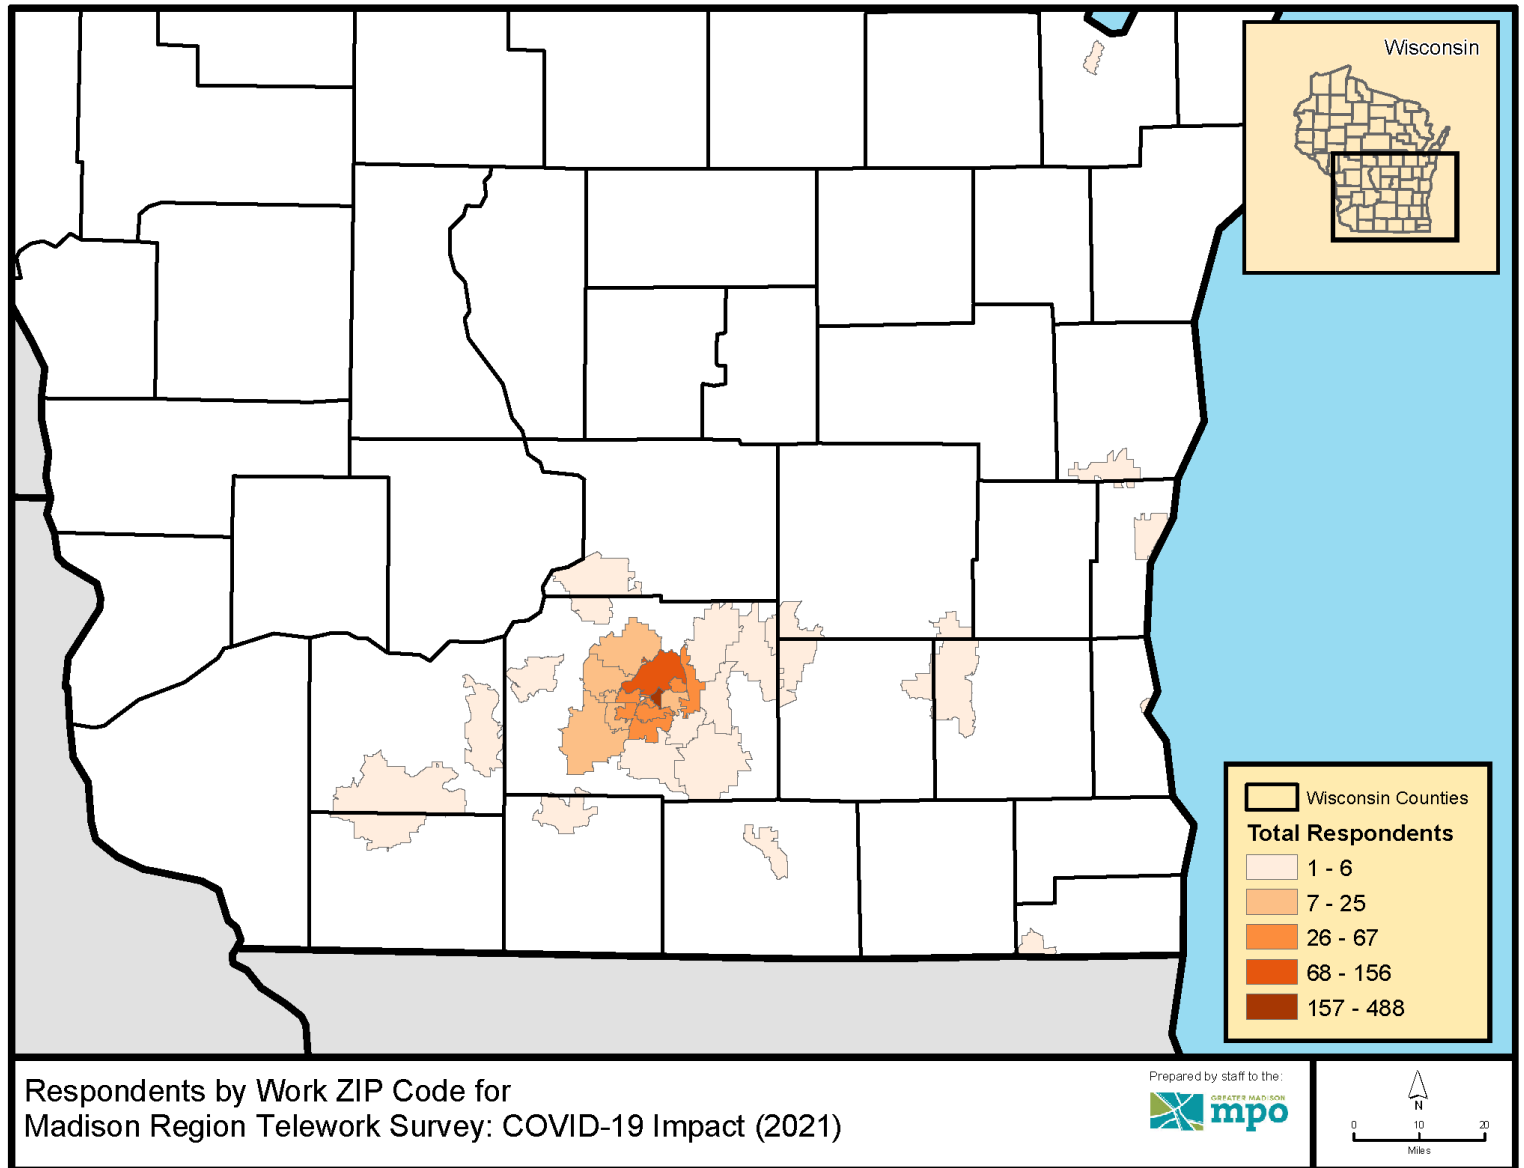 Wisconsin
Wisconsin Counties
Total Respondents
1 - 6
7 - 25
26 - 67
68 - 156
157 - 488
Respondents by Work ZIP Code for
Madison Region Telework Survey: COVID-19 Impact (2021)
Prepared by staff to the:
GREATER MADISON
mpo
N
0 10 20
Miles